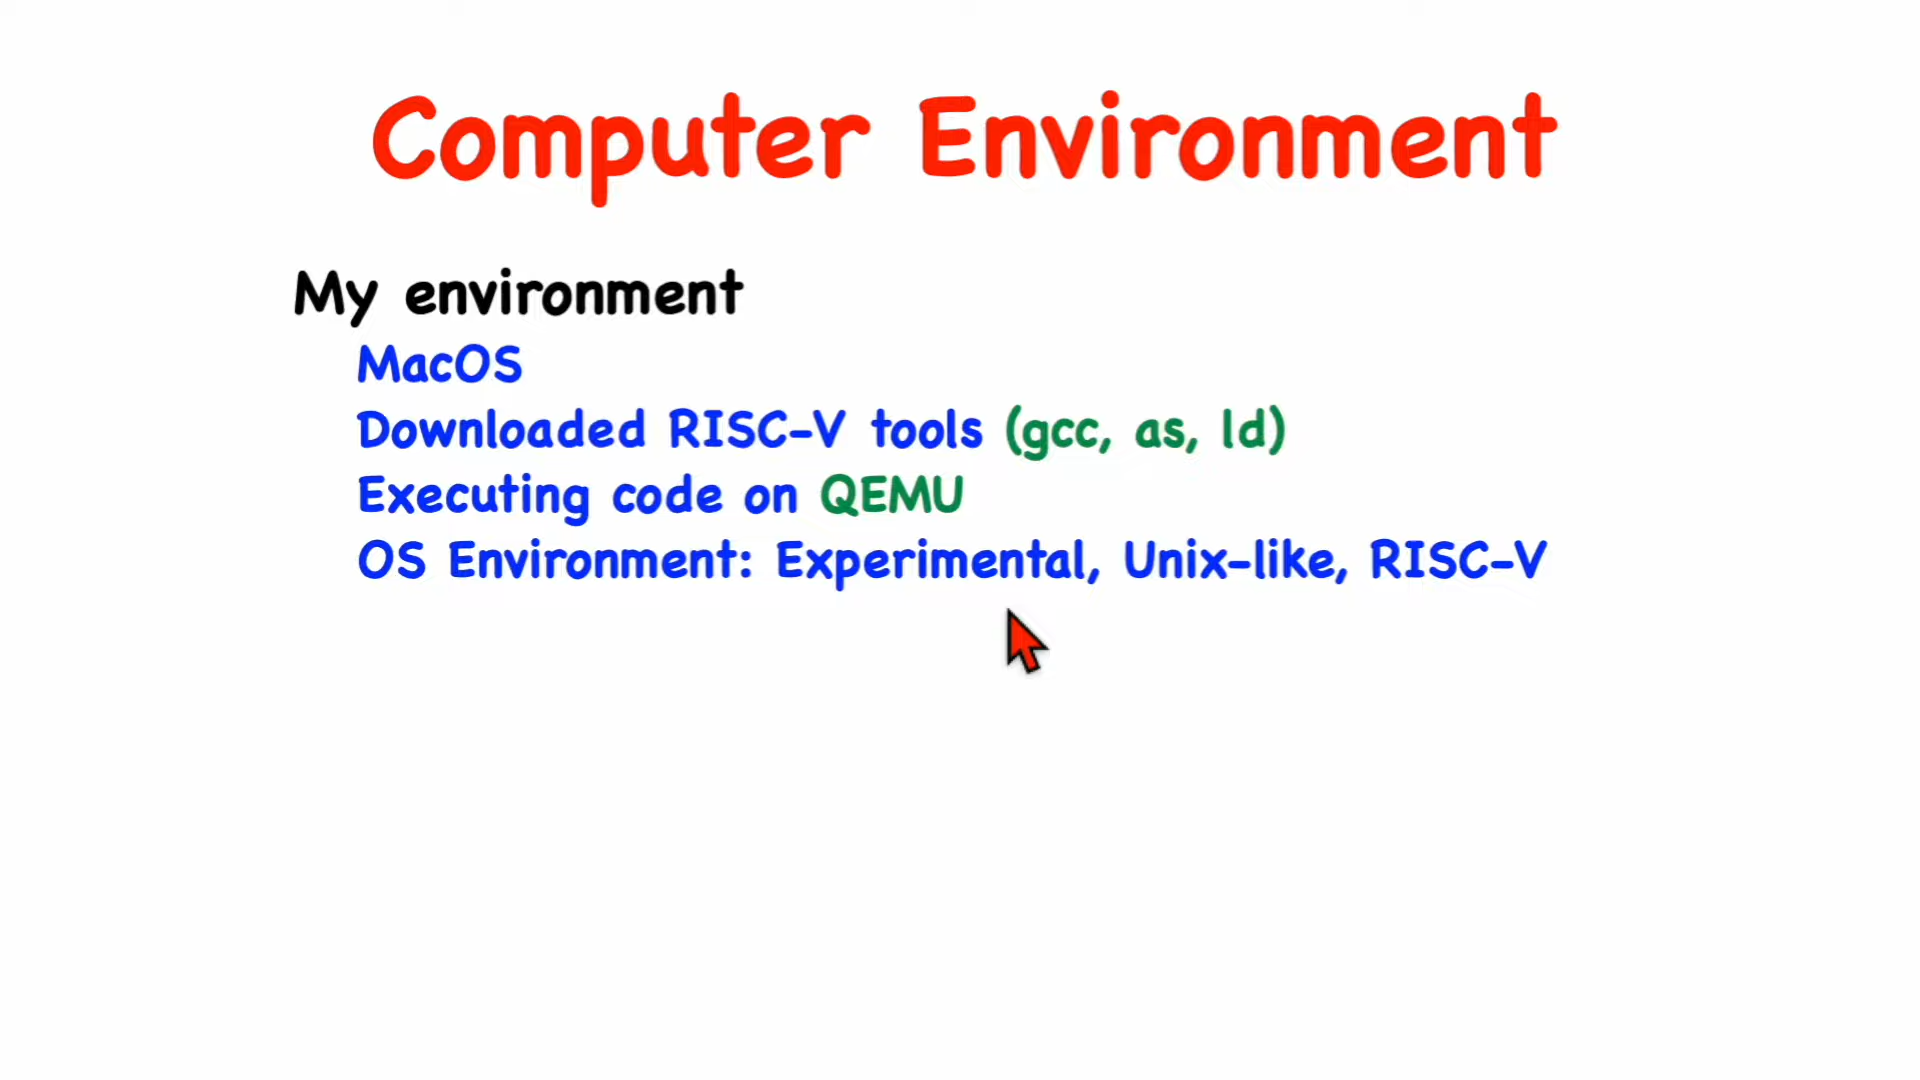 Computer Environment
My environment
MacOS
Downloaded RISC-V tools (gcc, as, ld)
Executing code on QEMU
OS Environment: Experimental, Unix-like, RISC-V